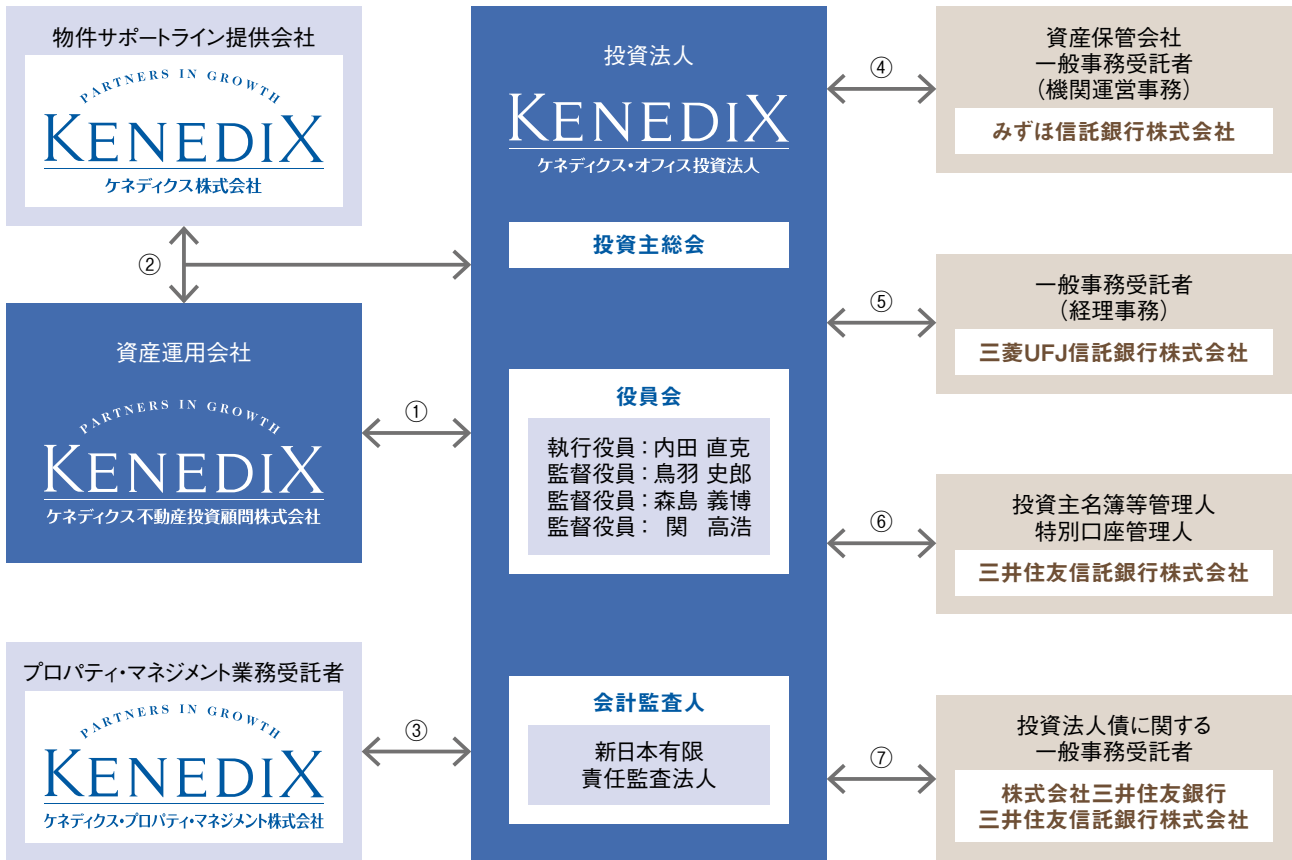 物件サポートライン提供会社
PARTNERS IN GROWTH
KENEDIX
ケネディクス株式会社
②
資産運用会社
PARTNERS IN GROWTH
KENEDIX
ケネディクス不動産投資顧問株式会社
①
プロパティ・マネジメント業務受託者
PARTNERS IN GROWTH
KENEDIX
ケネディクス・プロパティ・マネジメント株式会社
③
投資法人
KENEDIX
ケネディクス・オフィス投資法人
投資主総会
役員会
執行役員：内田 直克
監督役員：鳥羽 史郎
監督役員：森島 義博
監督役員： 関 高浩
会計監査人
新日本有限
責任監査法人
④
資産保管会社
一般事務受託者
（機関運営事務）
みずほ信託銀行株式会社
⑤
一般事務受託者
（経理事務）
三菱UFJ信託銀行株式会社
⑥
投資主名簿等管理人
特別口座管理人
三井住友信託銀行株式会社
⑦
投資法人債に関する
一般事務受託者
株式会社三井住友銀行
三井住友信託銀行株式会社